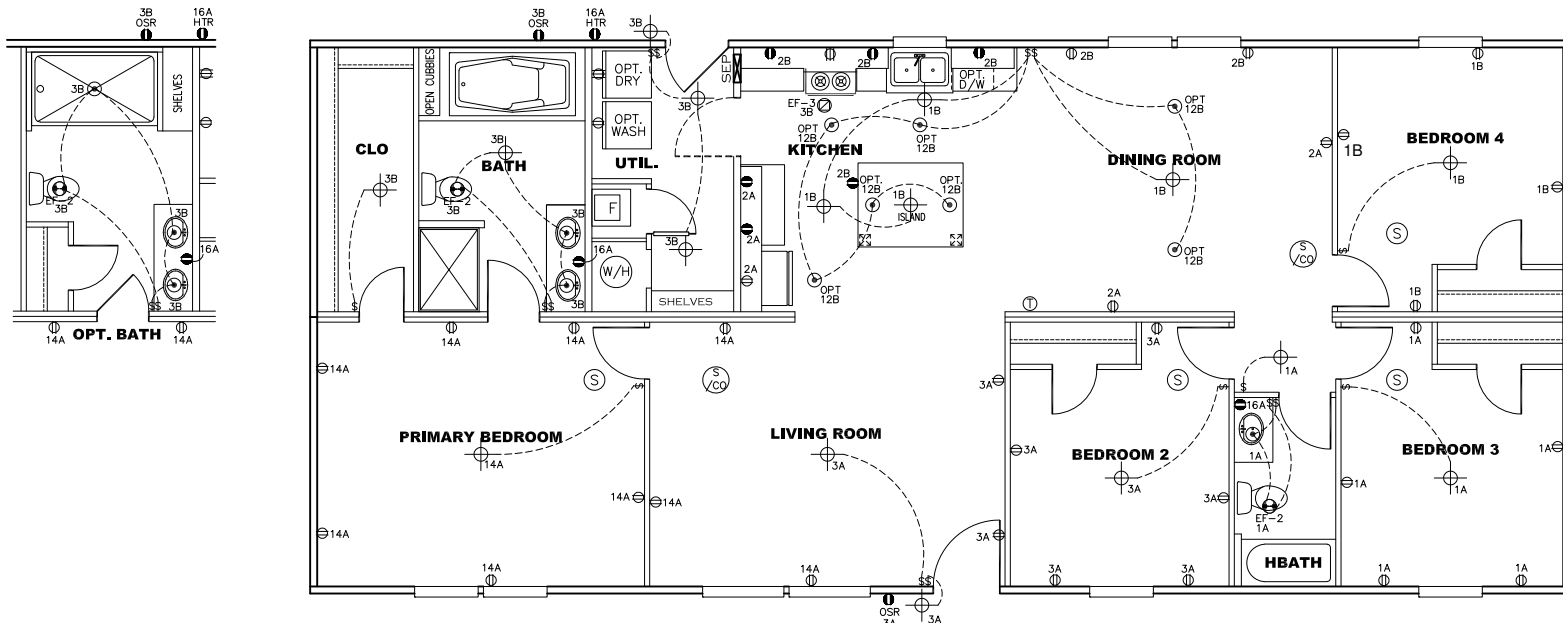 3B
OSR
16A
HTR
3B
SHELVES
EF-2
3B
3B
16A
3B
14A
14A
OPT. BATH
3B
OSR
16A
HTR
3B
$$
OPEN CUBBIES
OPT.
DRY
OPT.
WASH
SEP
CLO
3B
BATH
3B
EF-2
3B
3B
16A
3B
$
$$
UTIL.
3B
F
3B
W/H
SHELVES
2B
2B
2B
OPT.
D/W
$$
EF-3
3B
OPT
12B
1B
OPT
12B
KITCHEN
2B
2A
2A
2A
1B
OPT.
12B
OPT.
12B
ISLAND
OPT
12B
2B
2B
OPT
12B
DINING ROOM
1B
OPT
12B
2A
1B
S
/CO
T
2A
1B
BEDROOM 4
1B
S
$
1B
1A
14A
14A
14A
14A
14A
S
$
PRIMARY BEDROOM
14A
14A
14A
14A
S
/CO
LIVING ROOM
3A
14A
14A
$$
OSR
3A
3A
3A
3A
3A
S
$
BEDROOM 2
3A
3A
3A
3A
3A
1A
$
$$
16A
1A
EF-2
1A
HBATH
S
$
BEDROOM 3
1A
1A
1A
1A
1A